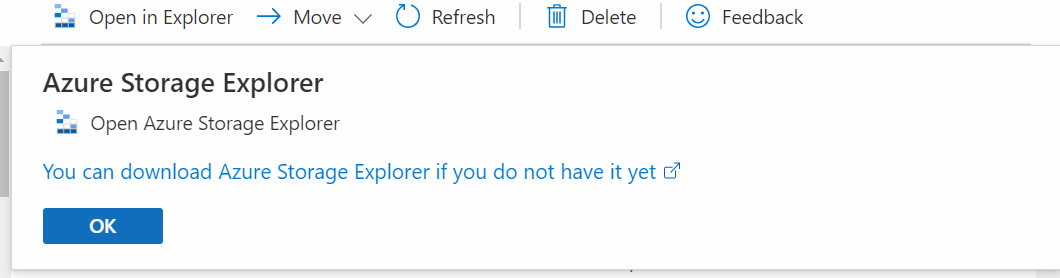 Open in Explorer Move Refresh Delete Feedback
Azure Storage Explorer
Open Azure Storage Explorer
You can download Azure Storage Explorer if you do not have it yet
OK